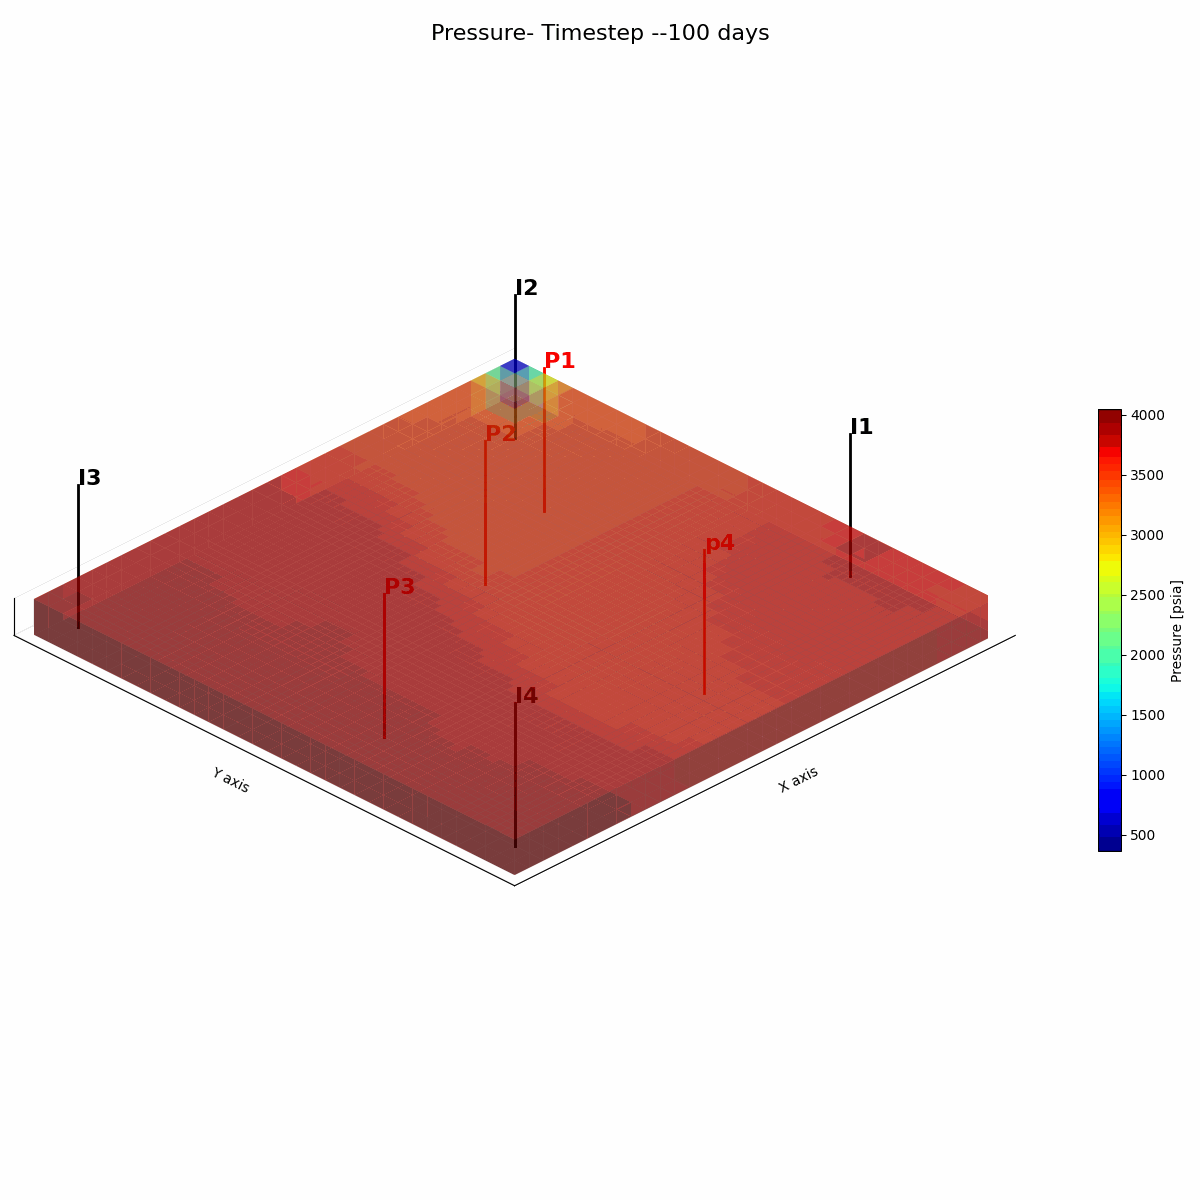 Pressure- Timestep --100 days
I2
P1
I1
P2
I3
p4
P3
I4
Y axis
X axis
4000
3500
3000
2500
2000
1500
1000
500
Pressure [psia]